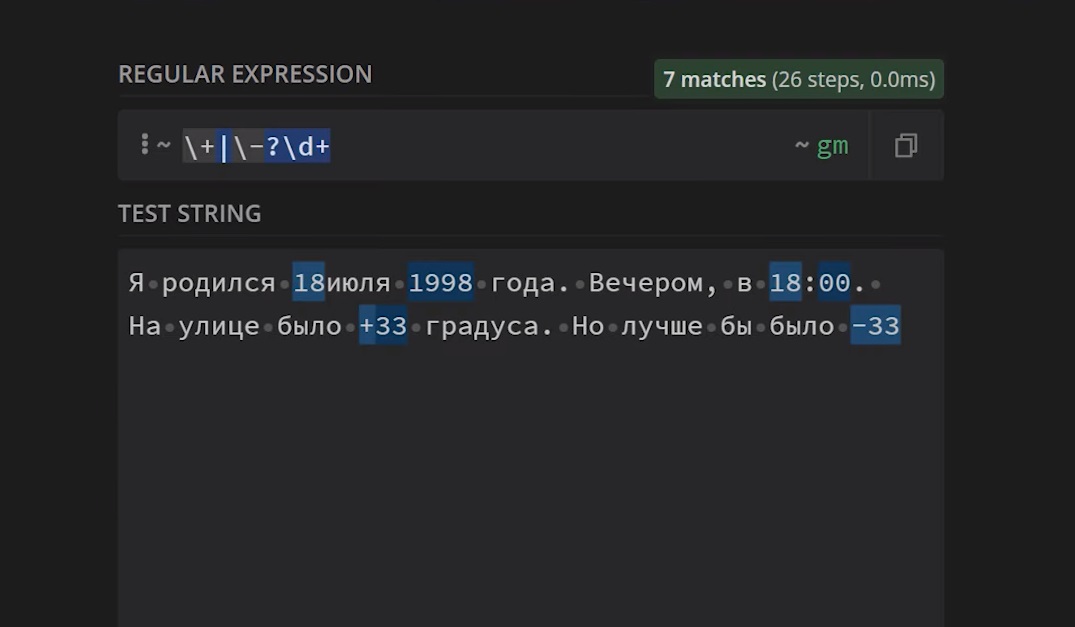 REGULAR EXPRESSION
7 matches (26 steps, 0.0ms)
⋮~ \+|\-?\d+ ~ gm
TEST STRING
Я·родился·18июля·1998·года.·Вечером,·в·18:00.·
На·улице·было·+33·градуса.·Но·лучше·бы·было·-33